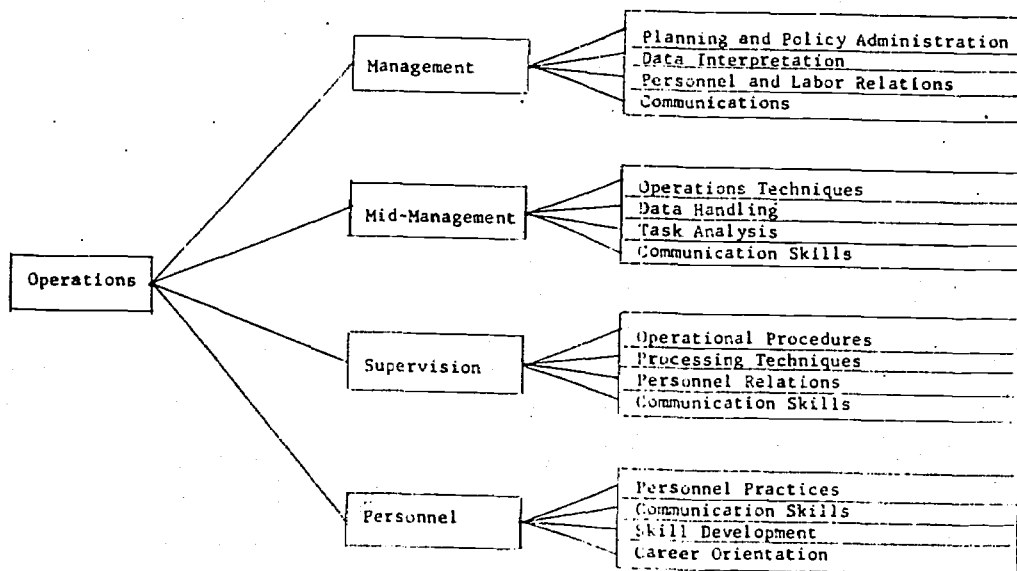 Operations
Management
Planning and Policy Administration
Data Interpretation
Personnel and Labor Relations
Communications
Mid-Management
Operations Techniques
Data Handling
Task Analysis
Communication Skills
Supervision
Operational Procedures
Processing Techniques
Personnel Relations
Communication Skills
Personnel
Personnel Practices
Communication Skills
Skill Development
Career Orientation